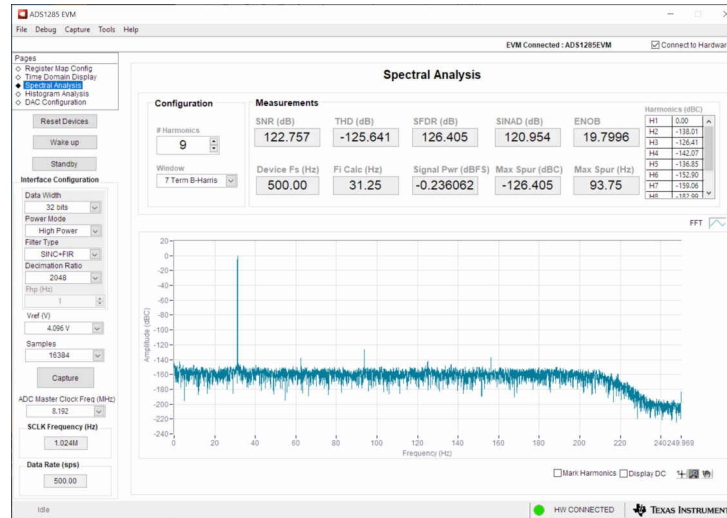 ADS1285 EVM
File Debug Capture Tools Help
EVM Connected : ADS1285EVM
Connect to Hardware
Pages
Register Map Config
Time Domain Display
Spectral Analysis
Histogram Analysis
DAC Configuration
Reset Devices
Wake up
Standby
Interface Configuration
Data Width
32 bits
Power Mode
High Power
Filter Type
SINC+FIR
Decimation Ratio
2048
Fhp (Hz)
1
Vref (V)
4.096 V
Samples
16384
Capture
ADC Master Clock Freq (MHz)
8.192
SCLK Frequency (Hz)
1.024M
Data Rate (sps)
500.00
Spectral Analysis
Configuration
# Harmonics
9
Window
7 Term B-Harris
Measurements
SNR (dB) THD (dB) SFDR (dB) SINAD (dB) ENOB
122.757 -125.641 126.405 120.954 19.7996
Device Fs (Hz) Fi Calc (Hz) Signal Pwr (dBFS) Max Spur (dBC) Max Spur (Hz)
500.00 31.25 -0.236062 -126.405 93.75
Harmonics (dBC)
H1 0.00
H2 -138.01
H3 -126.41
H4 -142.07
H5 -136.85
H6 -152.90
H7 -159.06
H8 -182.99
FFT
Amplitude (dBC)
20
0
-20
-40
-60
-80
-100
-120
-140
-160
-180
-200
-220
-240
0 20 40 60 80 100 120 140 160 180 200 220 240 249.969
Frequency (Hz)
Mark Harmonics Display DC
Idle
HW CONNECTED
TEXAS INSTRUMENT